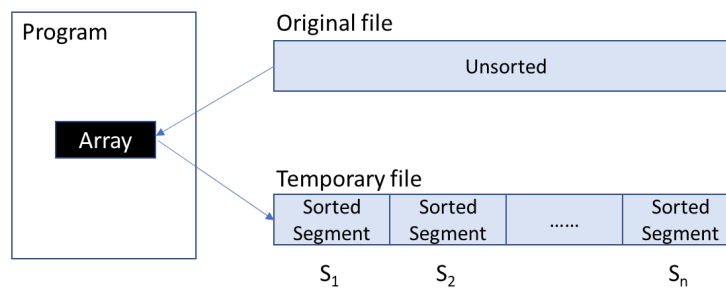 Program
Original file
Unsorted
Array
Temporary file
Sorted Segment
Sorted Segment
......
Sorted Segment
S1
S2
Sn